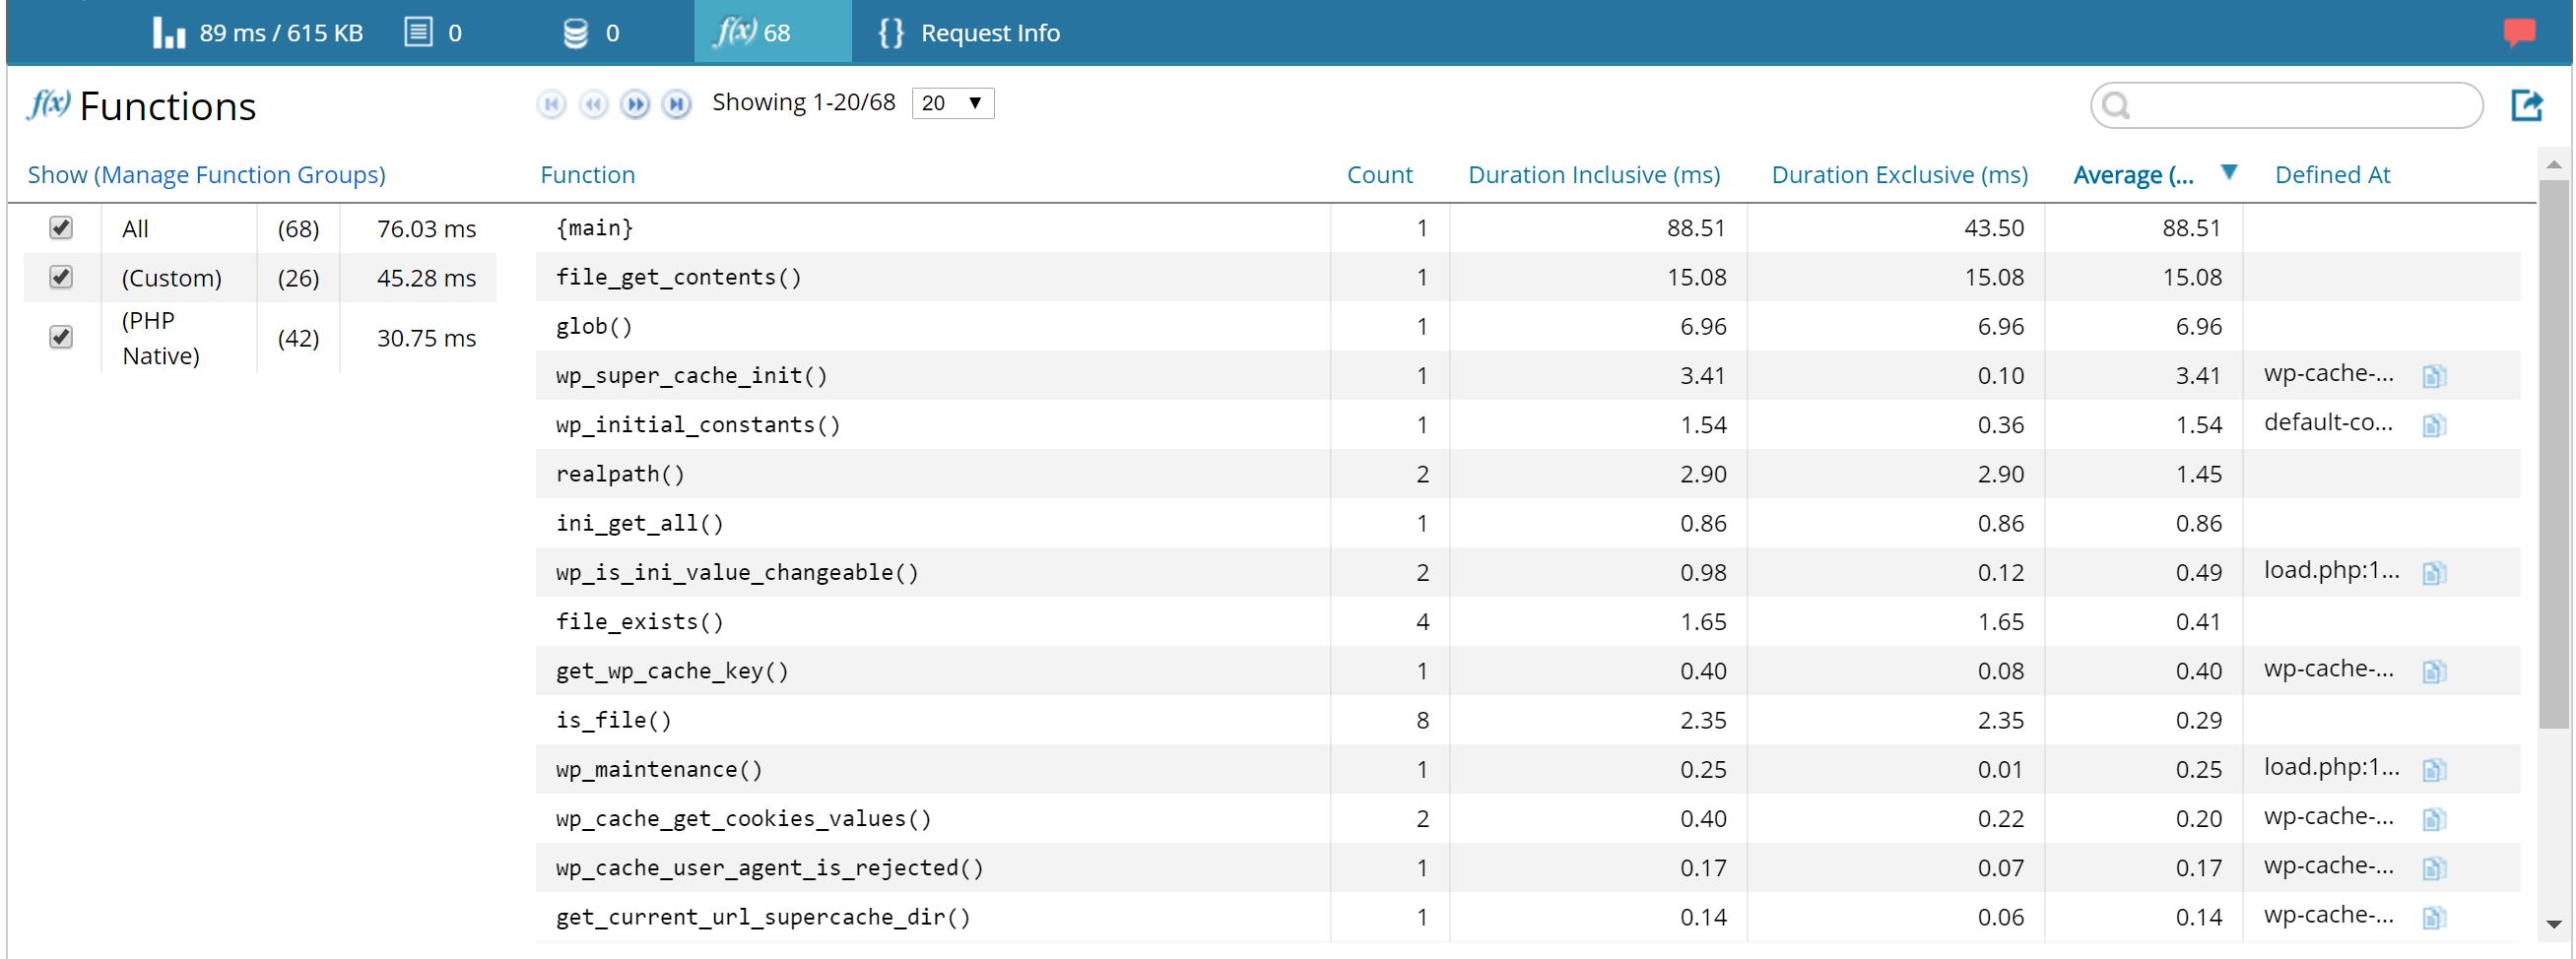 89 ms / 615 KB 0 0 f(x) 68 {} Request Info
f(x) Functions Showing 1-20/68 20
Show (Manage Function Groups) Function Count Duration Inclusive (ms) Duration Exclusive (ms) Average (... Defined At
All (68) 76.03 ms
(Custom) (26) 45.28 ms
(PHP
Native) (42) 30.75 ms
{main} 1 88.51 43.50 88.51
file_get_contents() 1 15.08 15.08 15.08
glob() 1 6.96 6.96 6.96
wp_super_cache_init() 1 3.41 0.10 3.41 wp-cache-...
wp_initial_constants() 1 1.54 0.36 1.54 default-co...
realpath() 2 2.90 2.90 1.45
ini_get_all() 1 0.86 0.86 0.86
wp_is_ini_value_changeable() 2 0.98 0.12 0.49 load.php:1...
file_exists() 4 1.65 1.65 0.41
get_wp_cache_key() 1 0.40 0.08 0.40 wp-cache-...
is_file() 8 2.35 2.35 0.29
wp_maintenance() 1 0.25 0.01 0.25 load.php:1...
wp_cache_get_cookies_values() 2 0.40 0.22 0.20 wp-cache-...
wp_cache_user_agent_is_rejected() 1 0.17 0.07 0.17 wp-cache-...
get_current_url_supercache_dir() 1 0.14 0.06 0.14 wp-cache-...